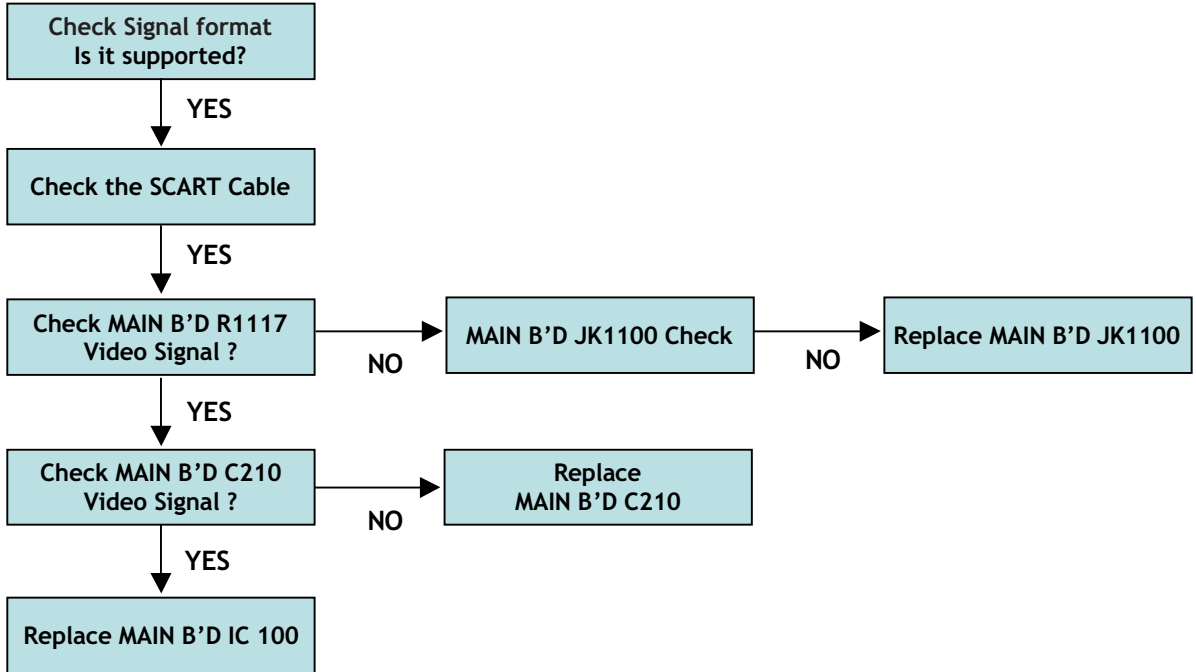 Check Signal format
Is it supported?
YES
Check the SCART Cable
YES
Check MAIN B’D R1117
Video Signal ?
NO
MAIN B’D JK1100 Check
NO
Replace MAIN B’D JK1100
YES
Check MAIN B’D C210
Video Signal ?
NO
Replace
MAIN B’D C210
YES
Replace MAIN B’D IC 100